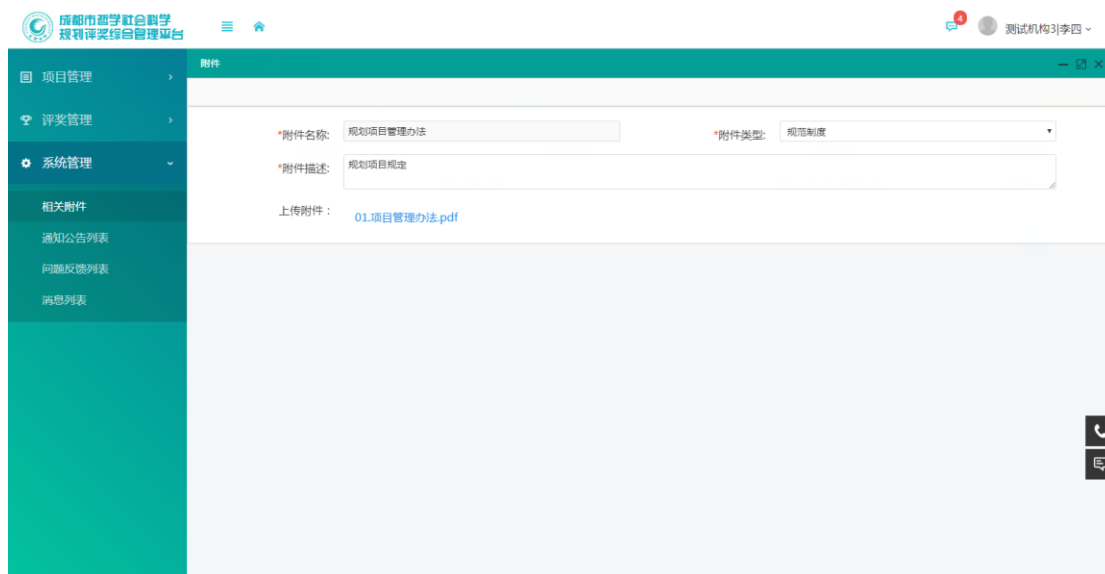 成都市哲学社会科学
规划评奖综合管理平台
4
测试机构3|李四
项目管理
评奖管理
系统管理
相关附件
通知公告列表
问题反馈列表
消息列表
附件
*附件名称: 规划项目管理办法 *附件类型: 规范制度
*附件描述: 规划项目规定
上传附件： 01.项目管理办法.pdf